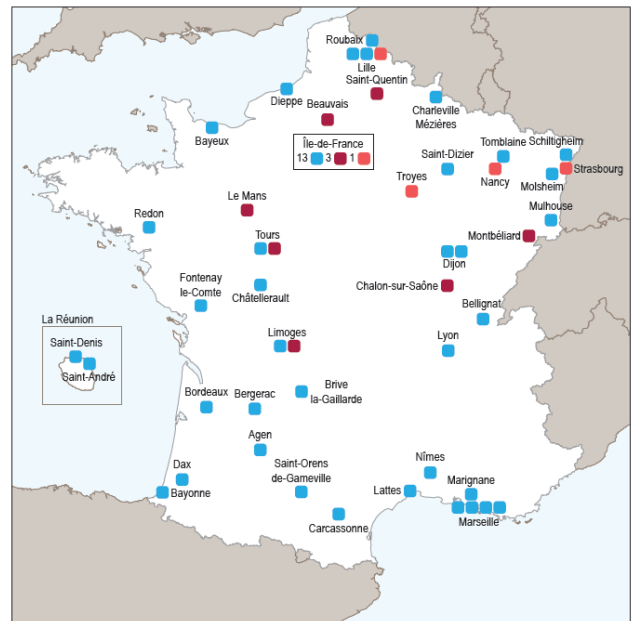 Roubaix
Lille
Saint-Quentin
Dieppe
Beauvais
Charleville
Mézières
Bayeux
Île-de-France
13 3 1
Saint-Dizier
Tomblaine
Schiltigheim
Troyes
Nancy
Strasbourg
Molsheim
Le Mans
Mulhouse
Redon
Tours
Montbéliard
Dijon
Fontenay
le-Comte
Châtellerault
Chalon-sur-Saône
Bellignat
La Réunion
Saint-Denis
Saint-André
Limoges
Lyon
Bordeaux
Bergerac
Brive
la-Gaillarde
Agen
Dax
Bayonne
Saint-Orens
de-Gameville
Nîmes
Lattes
Marignane
Marseille
Carcassonne